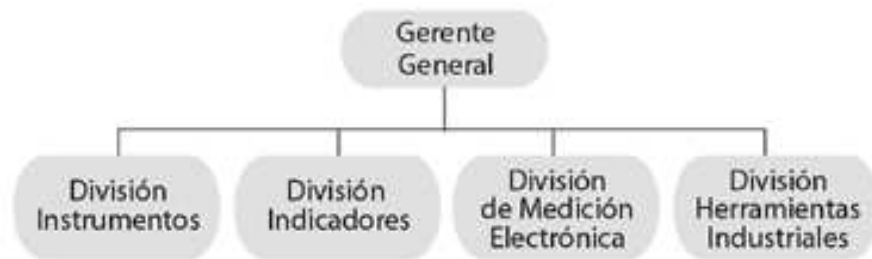 Gerente
General
División
Instrumentos
División
Indicadores
División
de Medición
Electrónica
División
Herramientas
Industriales